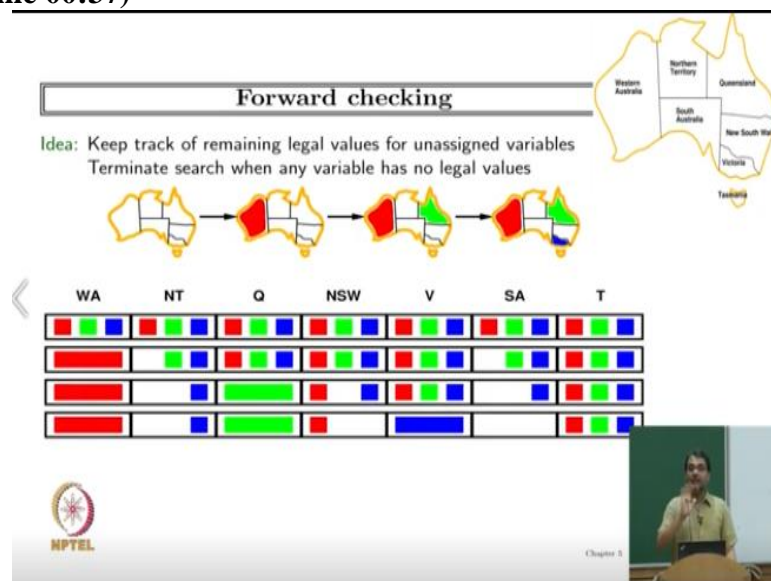 00:37)
Forward checking
Idea: Keep track of remaining legal values for unassigned variables
Terminate search when any variable has no legal values
Western
Australia
Northern
Territory
Queensland
South
Australia
New South Wa
Victoria
Tasmania
WA NT Q NSW V SA T
NPTEL
Chapter 5